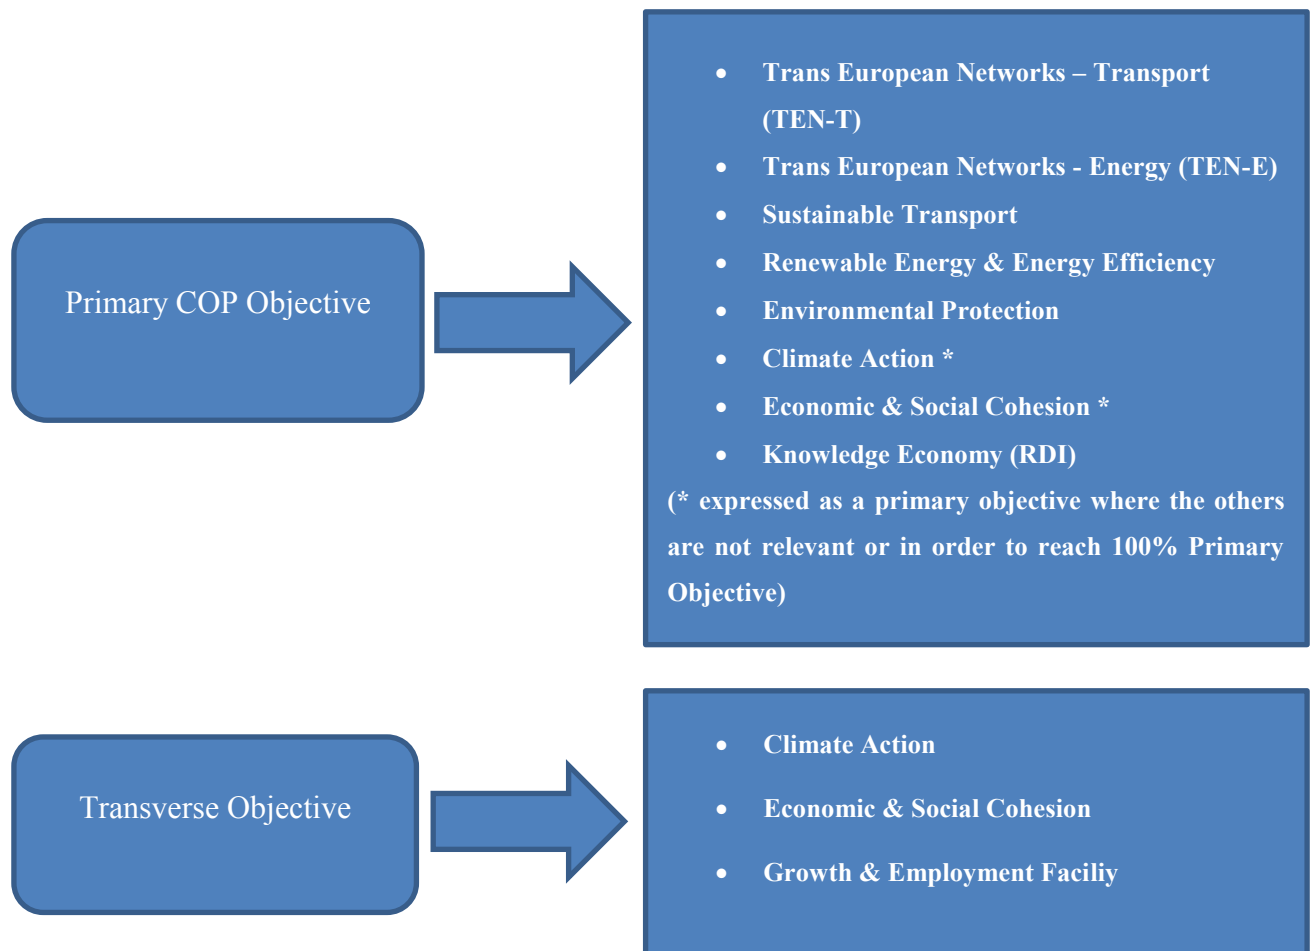 Primary COP Objective
• Trans European Networks – Transport
(TEN-T)
• Trans European Networks - Energy (TEN-E)
• Sustainable Transport
• Renewable Energy & Energy Efficiency
• Environmental Protection
• Climate Action *
• Economic & Social Cohesion *
• Knowledge Economy (RDI)
(* expressed as a primary objective where the others
are not relevant or in order to reach 100% Primary
Objective)
Transverse Objective
• Climate Action
• Economic & Social Cohesion
• Growth & Employment Faciliy